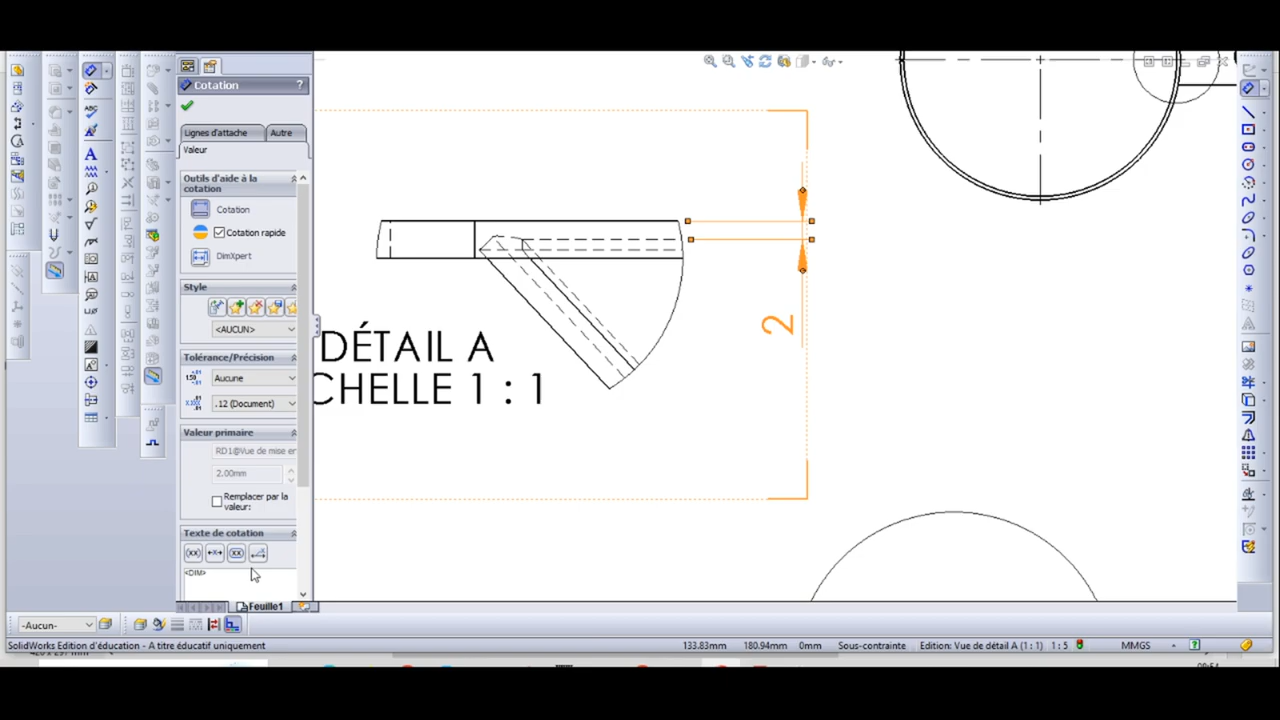 Cotation ?
Lignes d'attache Autre
Valeur
Outils d'aide à la
cotation
Cotation
Cotation rapide
DimXpert
Style
<AUCUN>
Tolérance/Précision
Aucune
.12 (Document)
Valeur primaire
RD1@Vue de mise en
2.00mm
Remplacer par la
valeur:
Texte de cotation
<DIM>
Feuille1
DÉTAIL A
CHELLE 1 : 1
2
-Aucun-
SolidWorks Edition d'éducation - A titre éducatif uniquement
133.83mm 180.94mm 0mm Sous-contrainte Edition: Vue de détail A (1 : 1) 1 : 5 MMGS